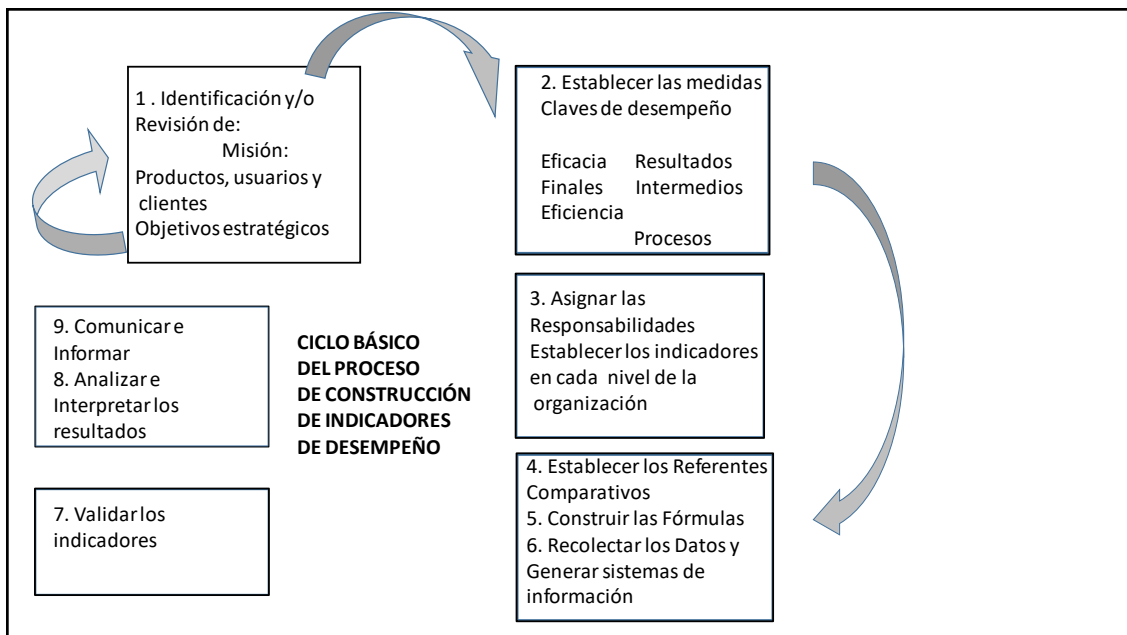 1 . Identificación y/o
Revisión de:
Misión:
Productos, usuarios y
clientes
Objetivos estratégicos
2. Establecer las medidas
Claves de desempeño
Eficacia Resultados
Finales Intermedios
Eficiencia
Procesos
3. Asignar las
Responsabilidades
Establecer los indicadores
en cada nivel de la
organización
4. Establecer los Referentes
Comparativos
5. Construir las Fórmulas
6. Recolectar los Datos y
Generar sistemas de
información
7. Validar los
indicadores
9. Comunicar e
Informar
8. Analizar e
Interpretar los
resultados
CICLO BÁSICO
DEL PROCESO
DE CONSTRUCCIÓN
DE INDICADORES
DE DESEMPEÑO